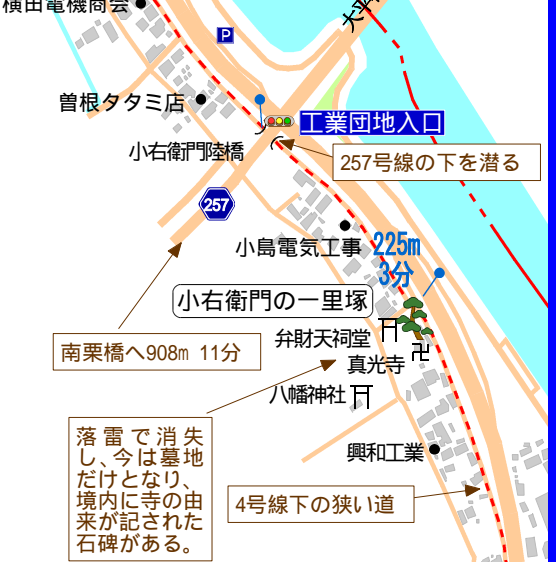 横田電機商会
大平
P
曽根タタミ店
工業団地入口
小右衛門陸橋
257号線の下を潜る
257
小島電気工事
225m
3分
小右衛門の一里塚
弁財天祠堂
南栗橋へ908m 11分
真光寺
八幡神社
落雷で消失
し、今は墓地
だけとなり、
境内に寺の由
来が記された
石碑がある。
興和工業
4号線下の狭い道